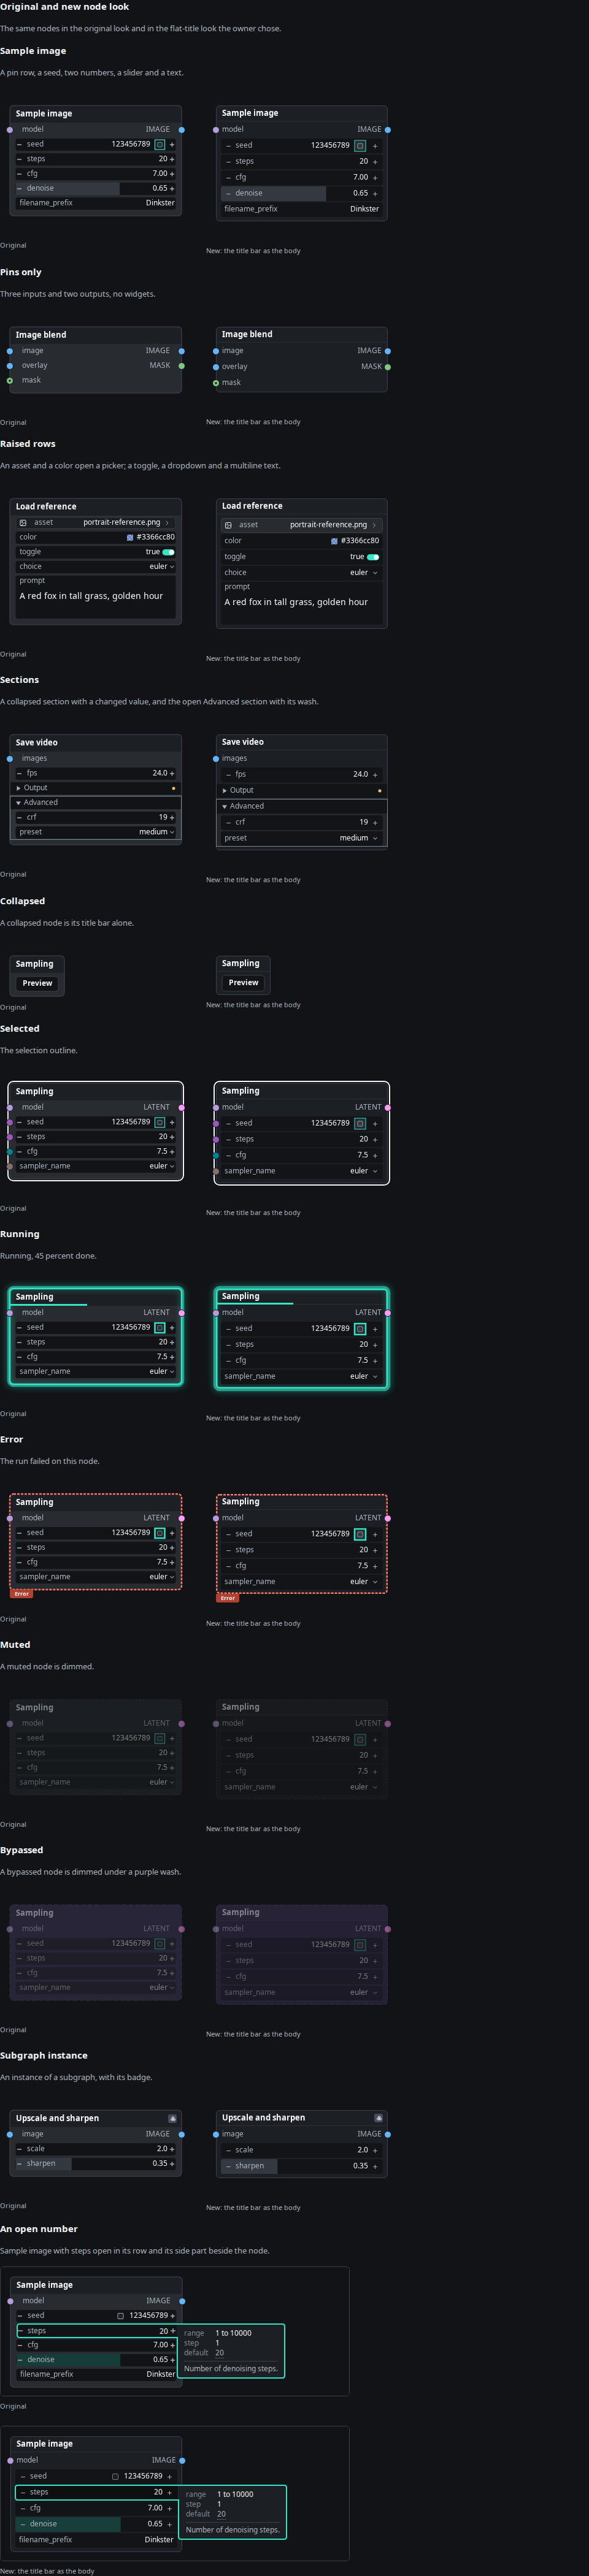 Original and new node look
The same nodes in the original look and in the flat-title look the owner chose.
Sample image
A pin row, a seed, two numbers, a slider and a text.
Sample image
model IMAGE
− seed 123456789 +
− steps 20 +
− cfg 7.00 +
− denoise 0.65 +
filename_prefix Dinkster
Original
Sample image
model IMAGE
− seed 123456789 +
− steps 20 +
− cfg 7.00 +
− denoise 0.65 +
filename_prefix Dinkster
New: the title bar as the body
Pins only
Three inputs and two outputs, no widgets.
Image blend
image IMAGE
overlay MASK
mask
Original
Image blend
image IMAGE
overlay MASK
mask
New: the title bar as the body
Raised rows
An asset and a color open a picker; a toggle, a dropdown and a multiline text.
Load reference
asset portrait-reference.png
color #3366cc80
toggle true
choice euler
prompt
A red fox in tall grass, golden hour
Original
Load reference
asset portrait-reference.png
color #3366cc80
toggle true
choice euler
prompt
A red fox in tall grass, golden hour
New: the title bar as the body
Sections
A collapsed section with a changed value, and the open Advanced section with its wash.
Save video
images
− fps 24.0 +
Output
Advanced
− crf 19 +
preset medium
Original
Save video
images
− fps 24.0 +
Output
Advanced
− crf 19 +
preset medium
New: the title bar as the body
Collapsed
A collapsed node is its title bar alone.
Sampling
Preview
Original
Sampling
Preview
New: the title bar as the body
Selected
The selection outline.
Sampling
model LATENT
− seed 123456789 +
− steps 20 +
− cfg 7.5 +
sampler_name euler
Original
Sampling
model LATENT
− seed 123456789 +
− steps 20 +
− cfg 7.5 +
sampler_name euler
New: the title bar as the body
Running
Running, 45 percent done.
Sampling
model LATENT
− seed 123456789 +
− steps 20 +
− cfg 7.5 +
sampler_name euler
Original
Sampling
model LATENT
− seed 123456789 +
− steps 20 +
− cfg 7.5 +
sampler_name euler
New: the title bar as the body
Error
The run failed on this node.
Sampling
model LATENT
− seed 123456789 +
− steps 20 +
− cfg 7.5 +
sampler_name euler
Error
Original
Sampling
model LATENT
− seed 123456789 +
− steps 20 +
− cfg 7.5 +
sampler_name euler
Error
New: the title bar as the body
Muted
A muted node is dimmed.
Sampling
model LATENT
− seed 123456789 +
− steps 20 +
− cfg 7.5 +
sampler_name euler
Original
Sampling
model LATENT
− seed 123456789 +
− steps 20 +
− cfg 7.5 +
sampler_name euler
New: the title bar as the body
Bypassed
A bypassed node is dimmed under a purple wash.
Sampling
model LATENT
− seed 123456789 +
− steps 20 +
− cfg 7.5 +
sampler_name euler
Original
Sampling
model LATENT
− seed 123456789 +
− steps 20 +
− cfg 7.5 +
sampler_name euler
New: the title bar as the body
Subgraph instance
An instance of a subgraph, with its badge.
Upscale and sharpen
image IMAGE
− scale 2.0 +
− sharpen 0.35 +
Original
Upscale and sharpen
image IMAGE
− scale 2.0 +
− sharpen 0.35 +
New: the title bar as the body
An open number
Sample image with steps open in its row and its side part beside the node.
Sample image
model IMAGE
− seed 123456789 +
− steps 20 +
− cfg 7.00 +
− denoise 0.65 +
filename_prefix Dinkster
range 1 to 10000
step 1
default 20
Number of denoising steps.
Original
Sample image
model IMAGE
− seed 123456789 +
− steps 20 +
− cfg 7.00 +
− denoise 0.65 +
filename_prefix Dinkster
range 1 to 10000
step 1
default 20
Number of denoising steps.
New: the title bar as the body